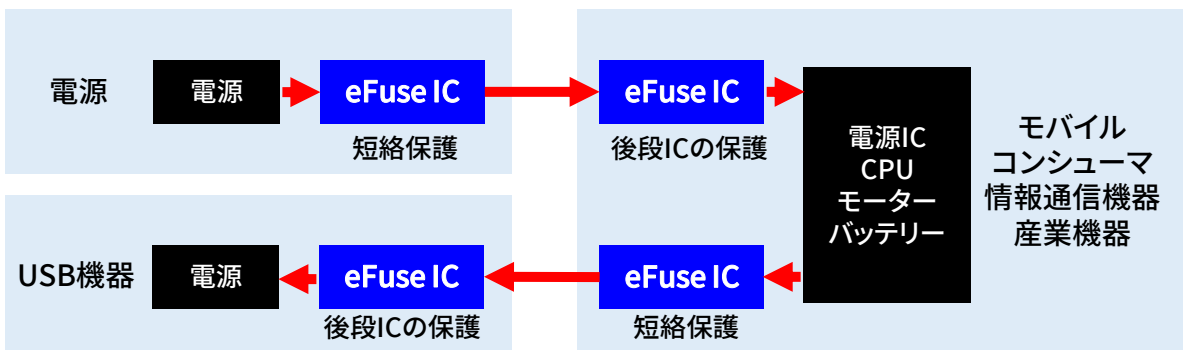 電源
電源
eFuse IC
短絡保護
eFuse IC
後段ICの保護
電源IC
CPU
モーター
バッテリー
モバイル
コンシューマ
情報通信機器
産業機器
USB機器
電源
eFuse IC
後段ICの保護
eFuse IC
短絡保護